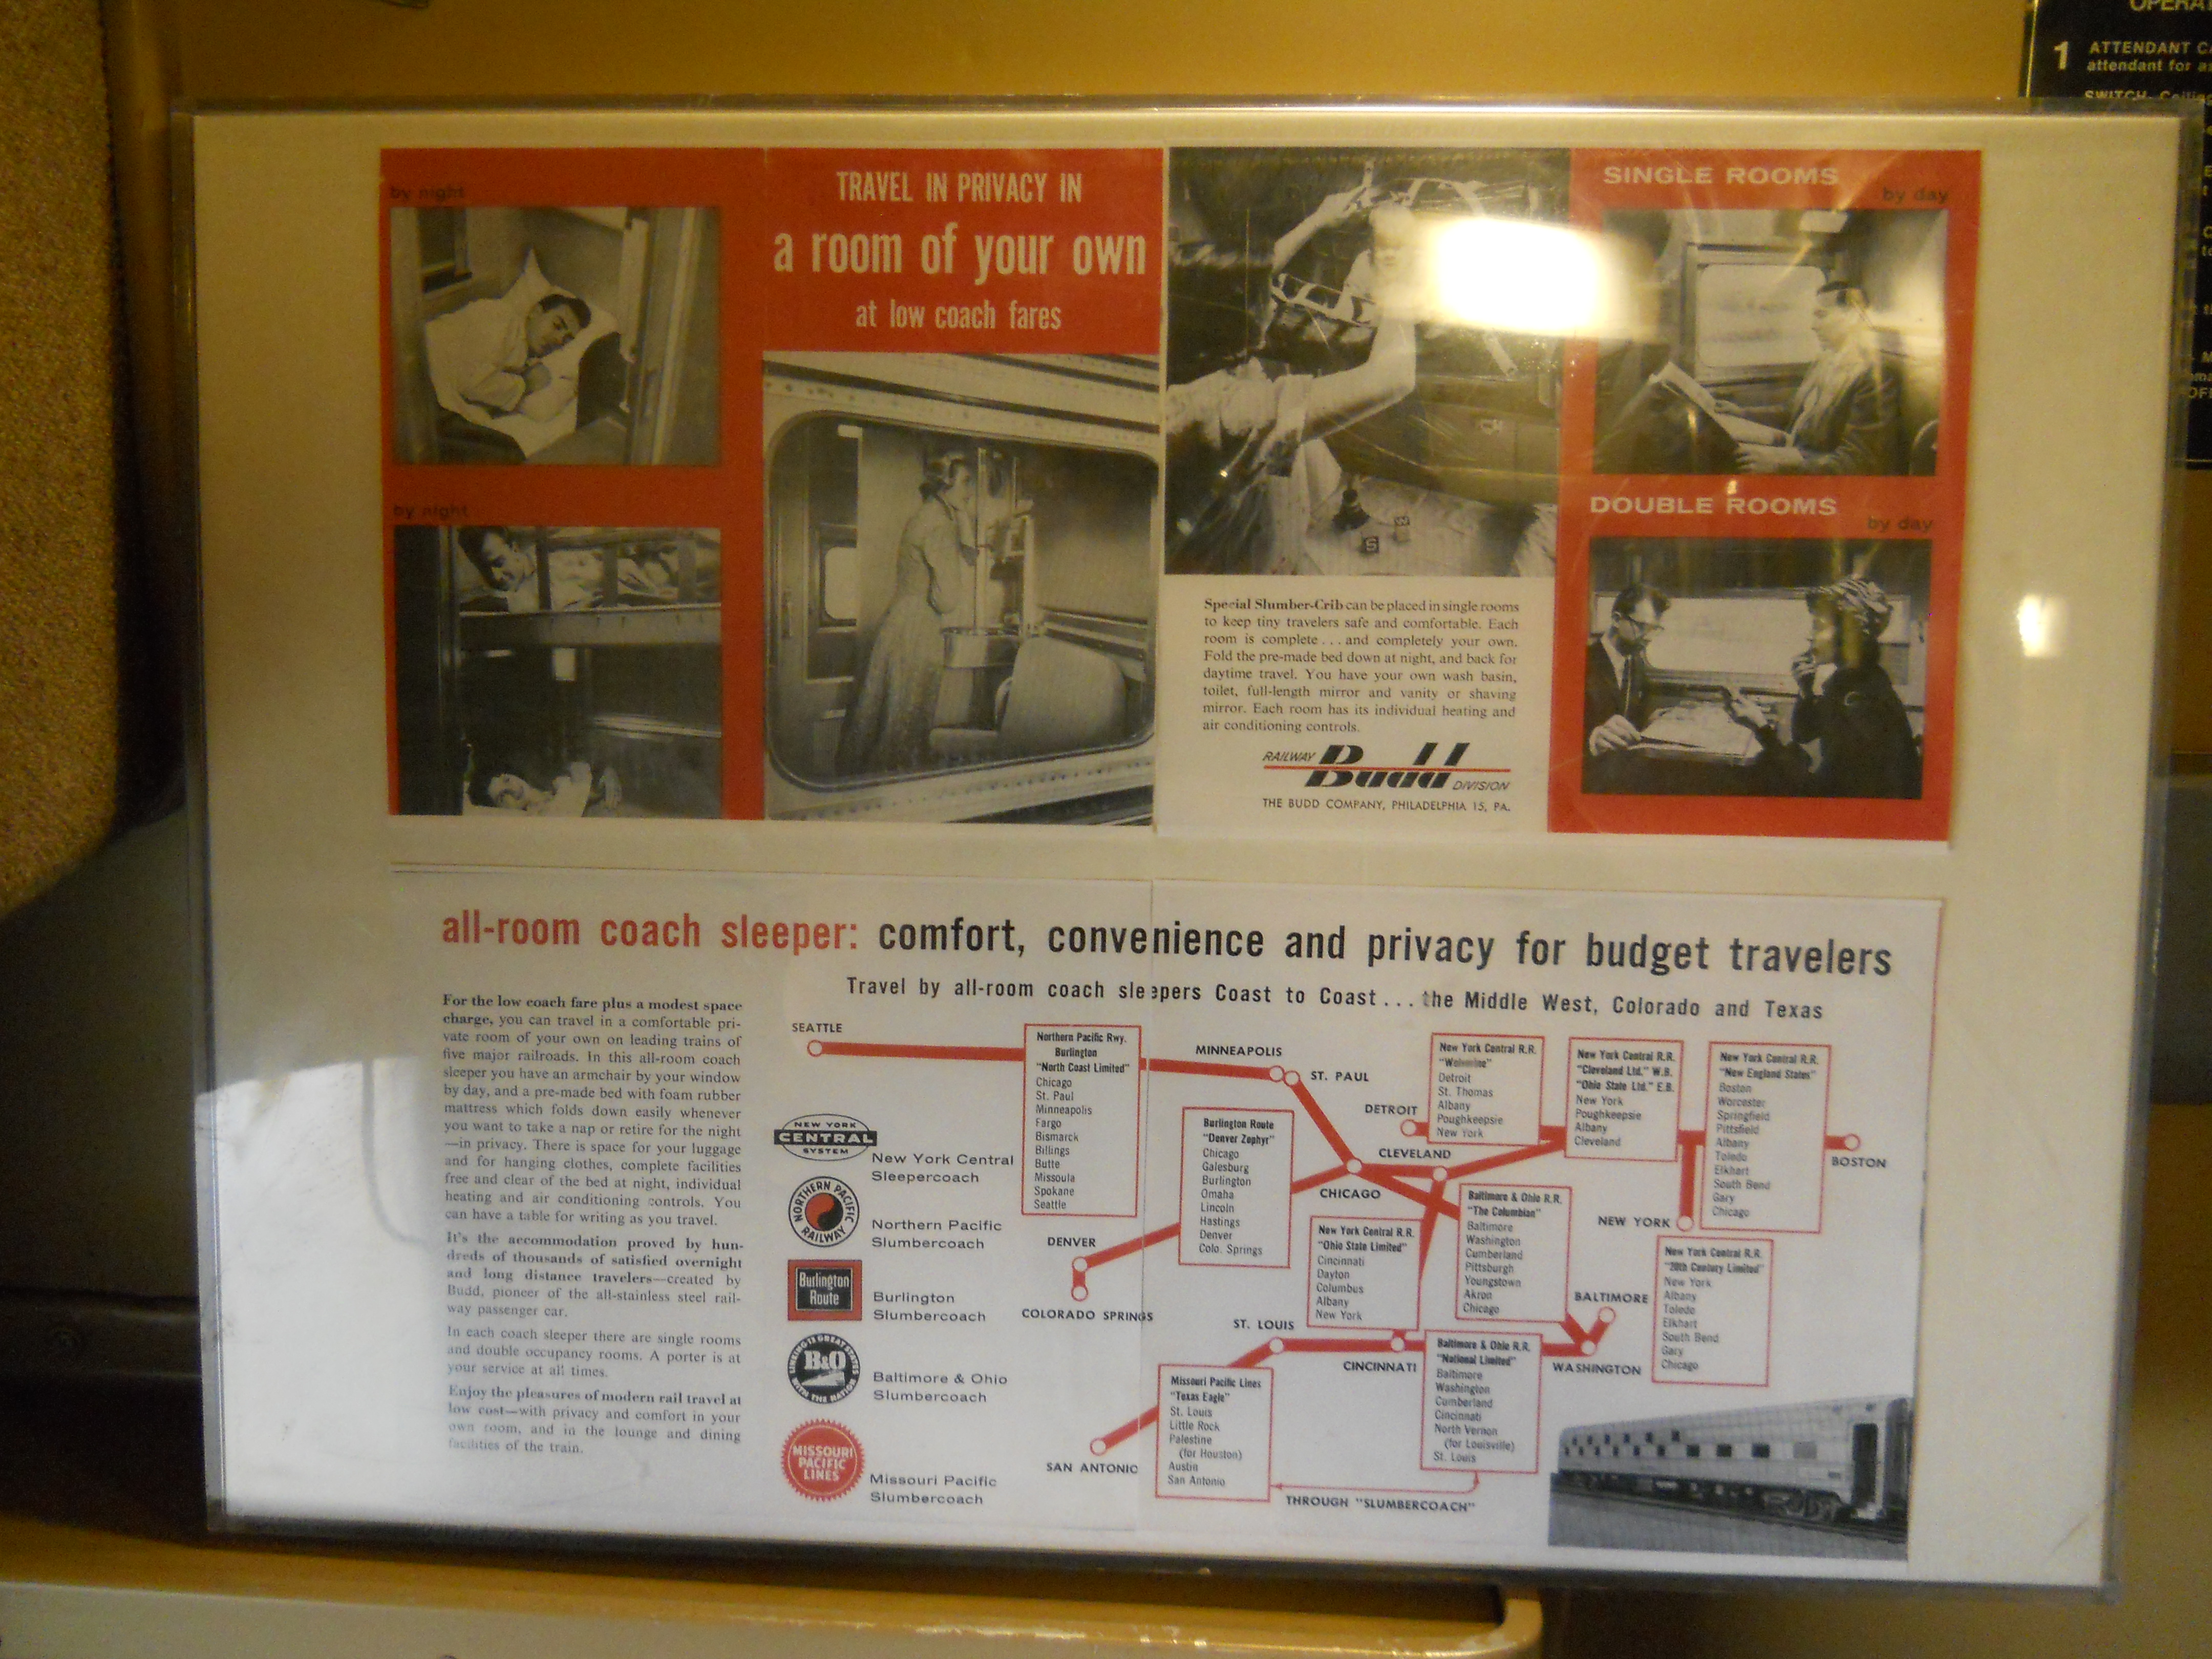 by night
by night
TRAVEL IN PRIVACY IN
a room of your own
at low coach fares
Special Slumber-Crib can be placed in single rooms
to keep tiny travelers safe and comfortable. Each
room is complete . . . and completely your own.
Fold the pre-made bed down at night, and back for
daytime travel. You have your own wash basin,
toilet, full-length mirror and vanity or shaving
mirror. Each room has its individual heating and
air conditioning controls.
RAILWAY Budd DIVISION
THE BUDD COMPANY, PHILADELPHIA 15, PA.
SINGLE ROOMS
by day
DOUBLE ROOMS
by day
1 ATTENDANT
attendant for
SWITCH-
all-room coach sleeper: comfort, convenience and privacy for budget travelers
Travel by all-room coach sleepers Coast to Coast . . . the Middle West, Colorado and Texas
For the low coach fare plus a modest space
charge, you can travel in a comfortable pri-
vate room of your own on leading trains of
five major railroads. In this all-room coach
sleeper you have an armchair by your window
by day, and a pre-made bed with foam rubber
mattress which folds down easily whenever
you want to take a nap or retire for the night
—in privacy. There is space for your luggage
and for hanging clothes, complete facilities
free and clear of the bed at night, individual
heating and air conditioning controls. You
can have a table for writing as you travel.
It's the accommodation proved by hun-
dreds of thousands of satisfied overnight
and long distance travelers—created by
Budd, pioneer of the all-stainless steel rail-
way passenger car.
In each coach sleeper there are single rooms
and double occupancy rooms. A porter is at
your service at all times.
Enjoy the pleasures of modern rail travel at
low cost—with privacy and comfort in your
own room, and in the lounge and dining
facilities of the train.
NEW YORK
CENTRAL
SYSTEM
New York Central
Sleepercoach
NORTHERN PACIFIC
RAILWAY
Northern Pacific
Slumbercoach
Burlington
Route
Burlington
Slumbercoach
LINKING 13 GREAT STATES
B&O
WITH THE NATION
Baltimore & Ohio
Slumbercoach
MISSOURI
PACIFIC
LINES
Missouri Pacific
Slumbercoach
SEATTLE
Northern Pacific Rwy.
Burlington
"North Coast Limited"
Chicago
St. Paul
Minneapolis
Fargo
Bismarck
Billings
Butte
Missoula
Spokane
Seattle
MINNEAPOLIS
ST. PAUL
DENVER
COLORADO SPRINGS
Burlington Route
"Denver Zephyr"
Chicago
Galesburg
Burlington
Omaha
Lincoln
Hastings
Denver
Colo. Springs
CHICAGO
DETROIT
New York Central R.R.
"Wolverine"
Detroit
St. Thomas
Albany
Poughkeepsie
New York
CLEVELAND
New York Central R.R.
"Cleveland Ltd." W.B.
"Ohio State Ltd." E.B.
New York
Poughkeepsie
Albany
Cleveland
New York Central R.R.
"New England States"
Boston
Worcester
Springfield
Pittsfield
Albany
Toledo
Elkhart
South Bend
Gary
Chicago
BOSTON
NEW YORK
New York Central R.R.
"Ohio State Limited"
Cincinnati
Dayton
Columbus
Albany
New York
Baltimore & Ohio R.R.
"The Columbian"
Baltimore
Washington
Cumberland
Pittsburgh
Youngstown
Akron
Chicago
BALTIMORE
WASHINGTON
New York Central R.R.
"20th Century Limited"
New York
Albany
Toledo
Elkhart
South Bend
Gary
Chicago
ST. LOUIS
CINCINNATI
SAN ANTONIO
Missouri Pacific Lines
"Texas Eagle"
St. Louis
Little Rock
Palestine
(for Houston)
Austin
San Antonio
Baltimore & Ohio R.R.
"National Limited"
Baltimore
Washington
Cumberland
Cincinnati
North Vernon
(for Louisville)
St. Louis
THROUGH "SLUMBERCOACH"